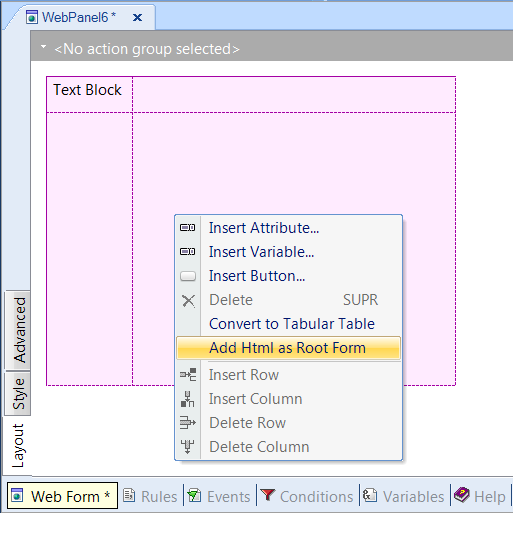 WebPanel6 * x
<No action group selected>
Text Block
Insert Attribute...
Insert Variable...
Insert Button...
Delete SUPR
Convert to Tabular Table
Add Html as Root Form
Insert Row
Insert Column
Delete Row
Delete Column
Advanced
Style
Layout
Web Form * Rules Events Conditions Variables Help